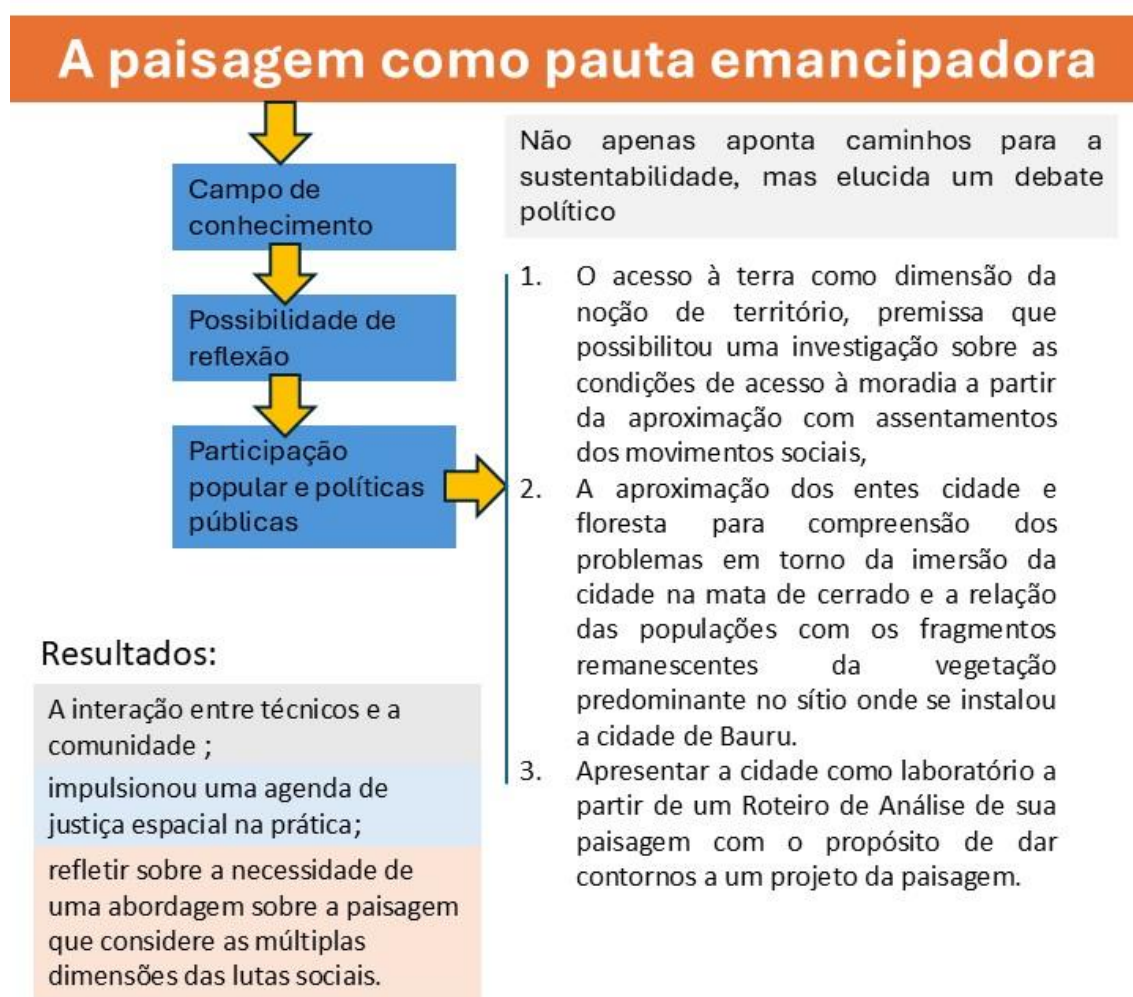 A paisagem como pauta emancipadora
Campo de
conhecimento
Possibilidade de
reflexão
Participação
popular e políticas
públicas
Não apenas aponta caminhos para a
sustentabilidade, mas elucida um debate
político
1. O acesso à terra como dimensão da
noção de território, premissa que
possibilitou uma investigação sobre as
condições de acesso à moradia a partir
da aproximação com assentamentos
dos movimentos sociais,
2. A aproximação dos entes cidade e
floresta para compreensão dos
problemas em torno da imersão da
cidade na mata de cerrado e a relação
das populações com os fragmentos
remanescentes da vegetação
predominante no sítio onde se instalou
a cidade de Bauru.
3. Apresentar a cidade como laboratório a
partir de um Roteiro de Análise de sua
paisagem com o propósito de dar
contornos a um projeto da paisagem.
Resultados:
A interação entre técnicos e a
comunidade ;
impulsionou uma agenda de
justiça espacial na prática;
refletir sobre a necessidade de
uma abordagem sobre a paisagem
que considere as múltiplas
dimensões das lutas sociais.